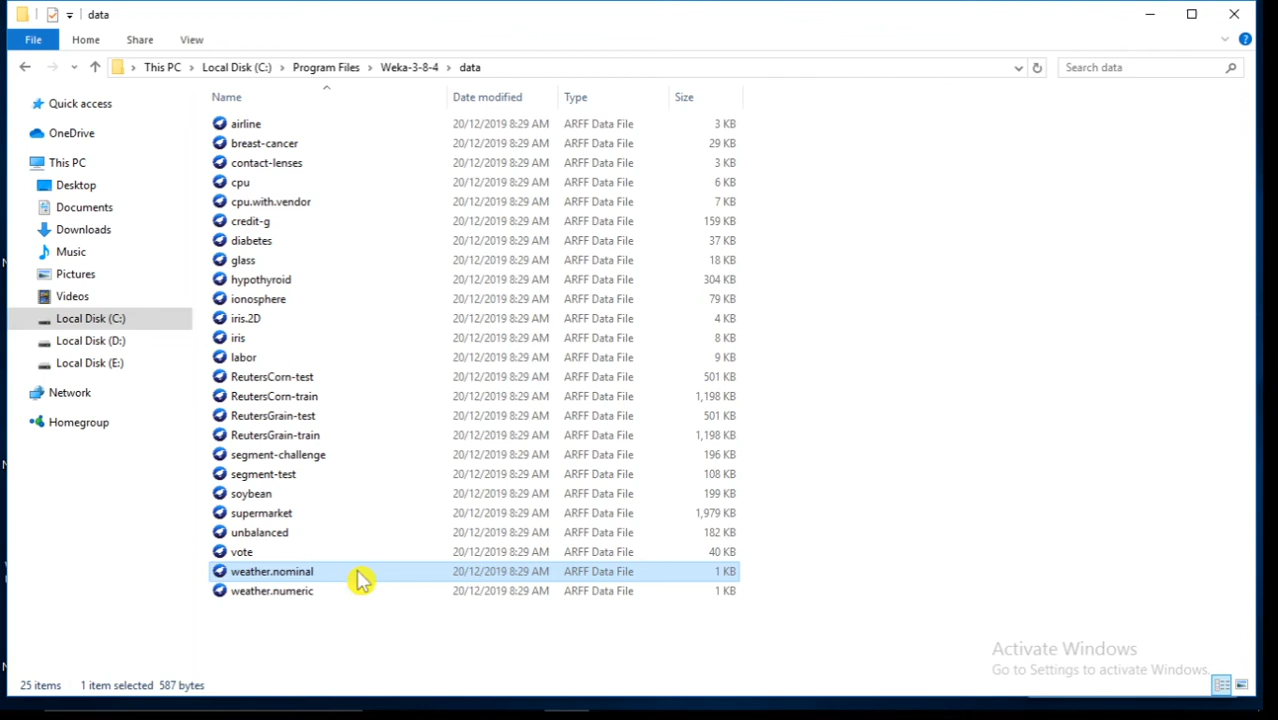 data
File Home Share View
This PC Local Disk (C:) Program Files Weka-3-8-4 data Search data
Quick access
OneDrive
This PC
Desktop
Documents
Downloads
Music
Pictures
Videos
Local Disk (C:)
Local Disk (D:)
Local Disk (E:)
Network
Homegroup
Name Date modified Type Size
airline 20/12/2019 8:29 AM ARFF Data File 3 KB
breast-cancer 20/12/2019 8:29 AM ARFF Data File 29 KB
contact-lenses 20/12/2019 8:29 AM ARFF Data File 3 KB
cpu 20/12/2019 8:29 AM ARFF Data File 6 KB
cpu.with.vendor 20/12/2019 8:29 AM ARFF Data File 7 KB
credit-g 20/12/2019 8:29 AM ARFF Data File 159 KB
diabetes 20/12/2019 8:29 AM ARFF Data File 37 KB
glass 20/12/2019 8:29 AM ARFF Data File 18 KB
hypothyroid 20/12/2019 8:29 AM ARFF Data File 304 KB
ionosphere 20/12/2019 8:29 AM ARFF Data File 79 KB
iris.2D 20/12/2019 8:29 AM ARFF Data File 4 KB
iris 20/12/2019 8:29 AM ARFF Data File 8 KB
labor 20/12/2019 8:29 AM ARFF Data File 9 KB
ReutersCorn-test 20/12/2019 8:29 AM ARFF Data File 501 KB
ReutersCorn-train 20/12/2019 8:29 AM ARFF Data File 1,198 KB
ReutersGrain-test 20/12/2019 8:29 AM ARFF Data File 501 KB
ReutersGrain-train 20/12/2019 8:29 AM ARFF Data File 1,198 KB
segment-challenge 20/12/2019 8:29 AM ARFF Data File 196 KB
segment-test 20/12/2019 8:29 AM ARFF Data File 108 KB
soybean 20/12/2019 8:29 AM ARFF Data File 199 KB
supermarket 20/12/2019 8:29 AM ARFF Data File 1,979 KB
unbalanced 20/12/2019 8:29 AM ARFF Data File 182 KB
vote 20/12/2019 8:29 AM ARFF Data File 40 KB
weather.nominal 20/12/2019 8:29 AM ARFF Data File 1 KB
weather.numeric 20/12/2019 8:29 AM ARFF Data File 1 KB
Activate Windows
Go to Settings to activate Windows.
25 items 1 item selected 587 bytes